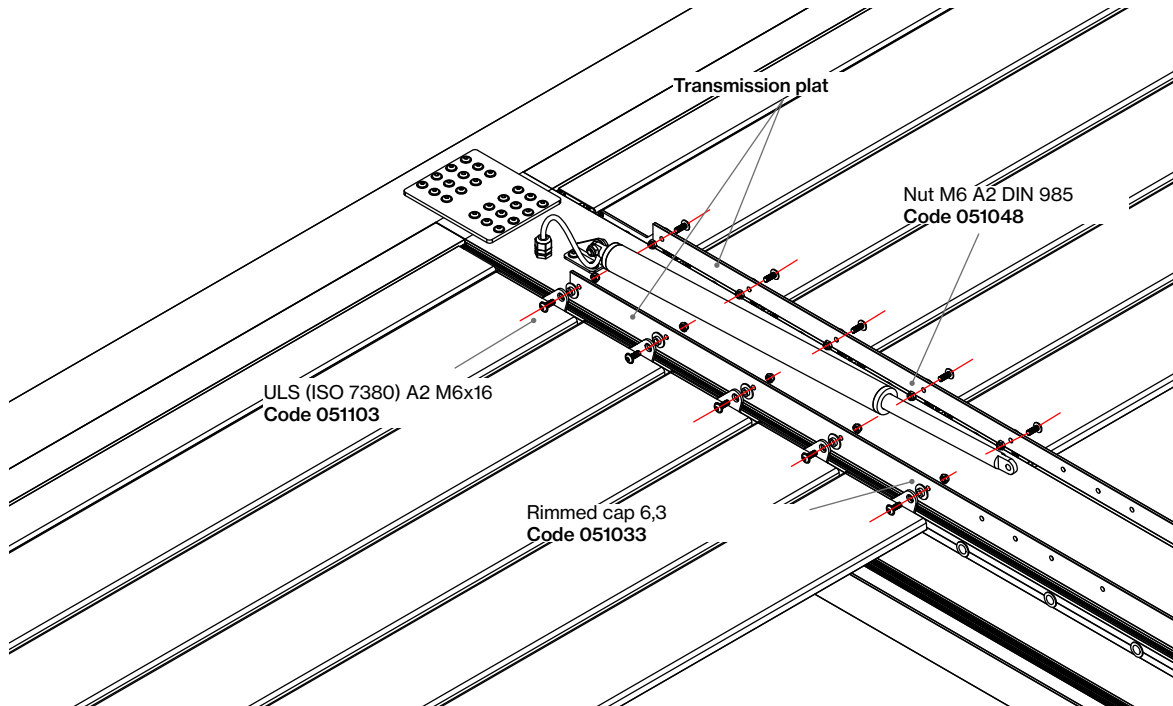 Transmission plat
Nut M6 A2 DIN 985
Code 051048
ULS (ISO 7380) A2 M6x16
Code 051103
Rimmed cap 6,3
Code 051033